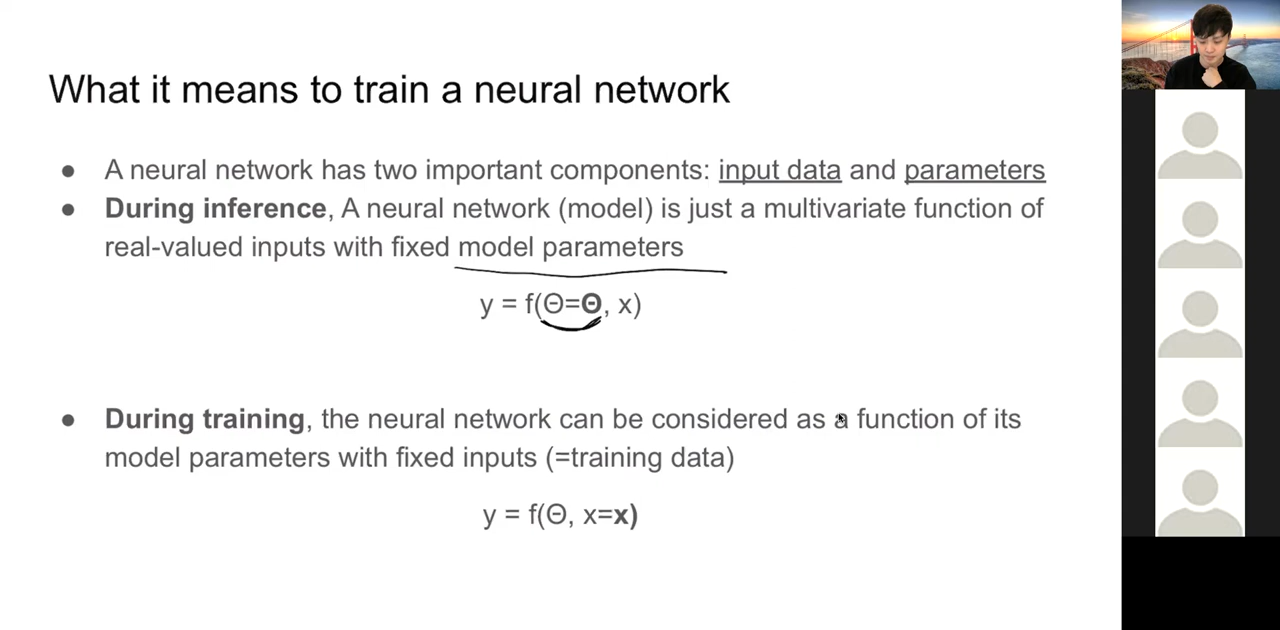 What it means to train a neural network
● A neural network has two important components: input data and parameters
● During inference, A neural network (model) is just a multivariate function of
real-valued inputs with fixed model parameters
y = f(Θ=Θ, x)
● During training, the neural network can be considered as a function of its
model parameters with fixed inputs (=training data)
y = f(Θ, x=x)